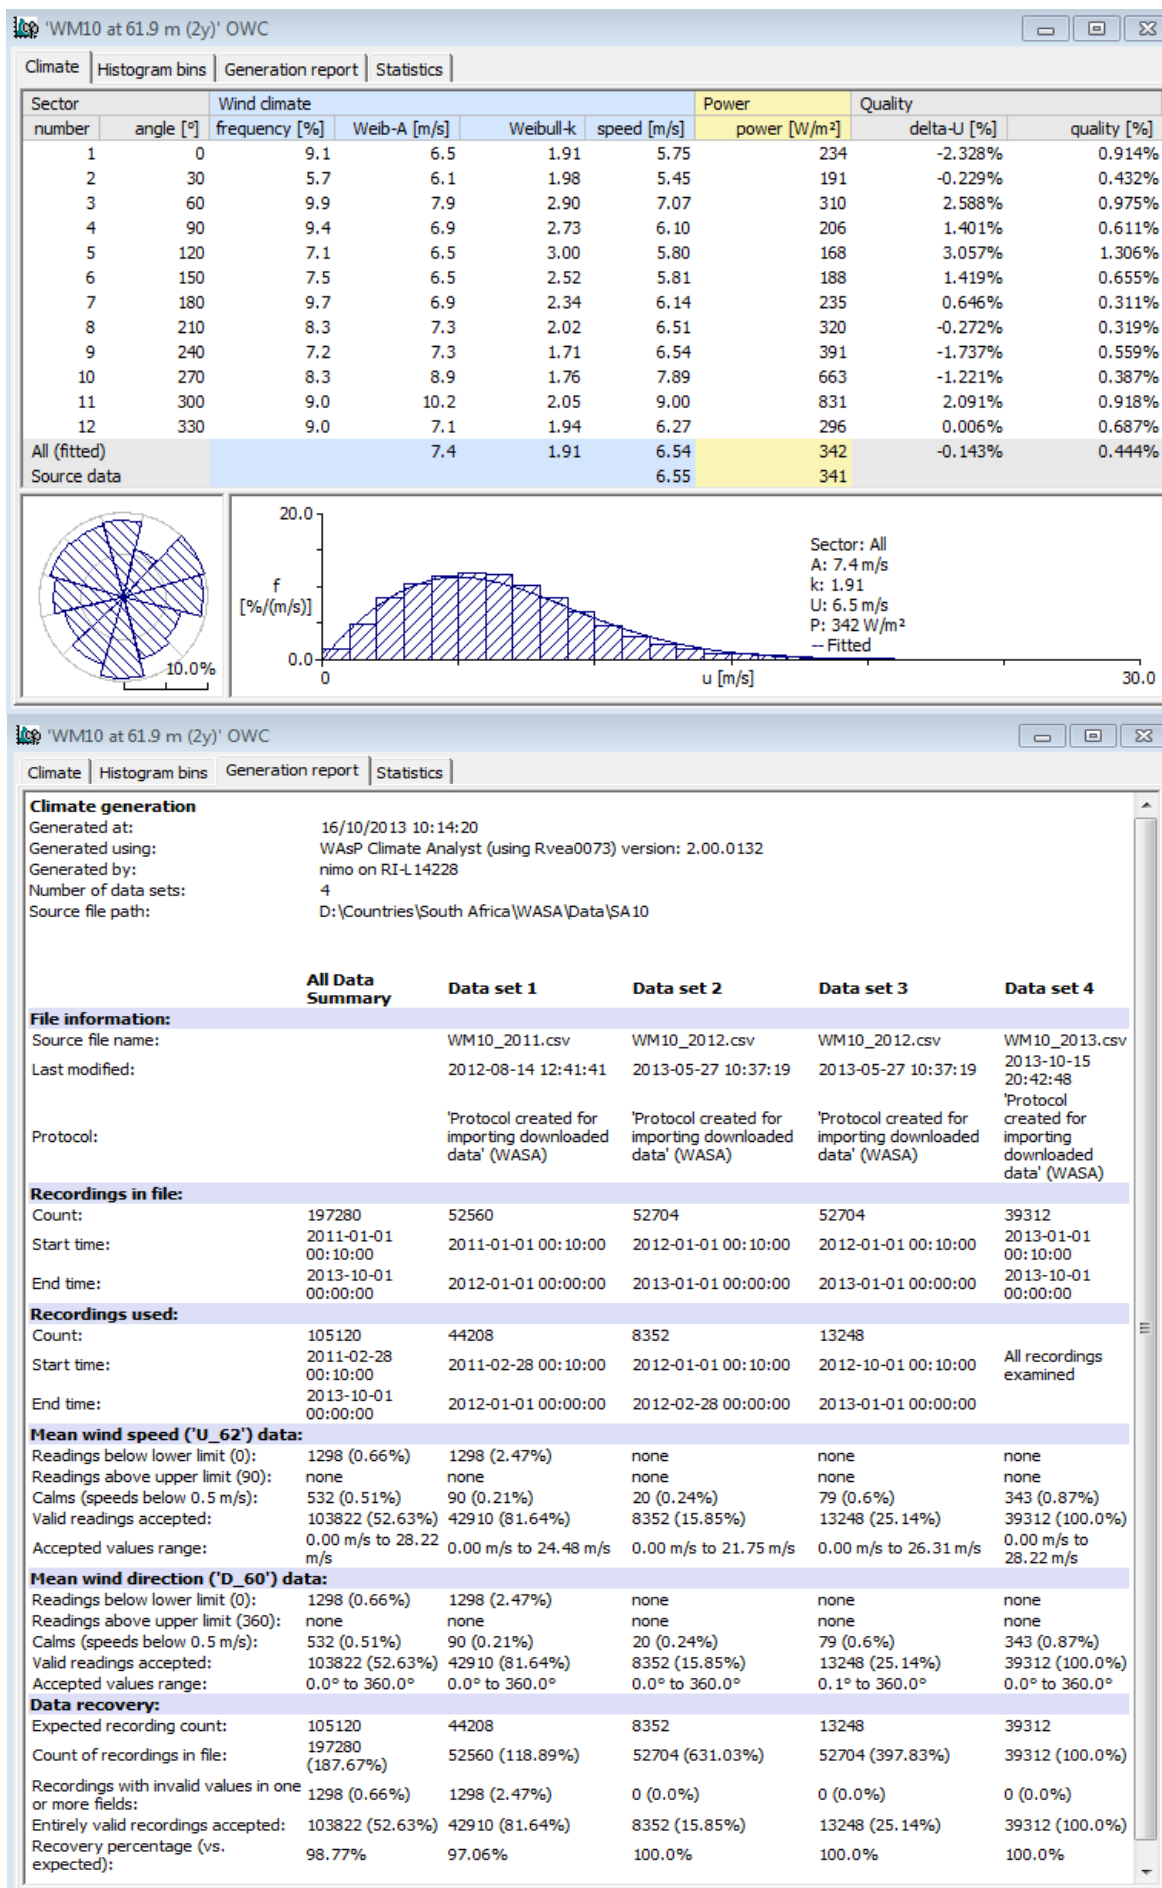 'WM10 at 61.9 m (2y)' OWC
Climate Histogram bins Generation report Statistics
Sector Wind climate Power Quality
number angle [°] frequency [%] Weib-A [m/s] Weibull-k speed [m/s] power [W/m²] delta-U [%] quality [%]
1 0 9.1 6.5 1.91 5.75 234 -2.328% 0.914%
2 30 5.7 6.1 1.98 5.45 191 -0.229% 0.432%
3 60 9.9 7.9 2.90 7.07 310 2.588% 0.975%
4 90 9.4 6.9 2.73 6.10 206 1.401% 0.611%
5 120 7.1 6.5 3.00 5.80 168 3.057% 1.306%
6 150 7.5 6.5 2.52 5.81 188 1.419% 0.655%
7 180 9.7 6.9 2.34 6.14 235 0.646% 0.311%
8 210 8.3 7.3 2.02 6.51 320 -0.272% 0.319%
9 240 7.2 7.3 1.71 6.54 391 -1.737% 0.559%
10 270 8.3 8.9 1.76 7.89 663 -1.221% 0.387%
11 300 9.0 10.2 2.05 9.00 831 2.091% 0.918%
12 330 9.0 7.1 1.94 6.27 296 0.006% 0.687%
All (fitted) 7.4 1.91 6.54 342 -0.143% 0.444%
Source data 6.55 341
10.0%
20.0
f
[%/(m/s)]
0.0
0 u [m/s] 30.0
Sector: All
A: 7.4 m/s
k: 1.91
U: 6.5 m/s
P: 342 W/m²
-- Fitted
'WM10 at 61.9 m (2y)' OWC
Climate Histogram bins Generation report Statistics
Climate generation
Generated at: 16/10/2013 10:14:20
Generated using: WAsP Climate Analyst (using Rvea0073) version: 2.00.0132
Generated by: nimo on RI-L14228
Number of data sets: 4
Source file path: D:\Countries\South Africa\WASA\Data\SA10
All Data Summary Data set 1 Data set 2 Data set 3 Data set 4
File information:
Source file name: WM10_2011.csv WM10_2012.csv WM10_2012.csv WM10_2013.csv
Last modified: 2012-08-14 12:41:41 2013-05-27 10:37:19 2013-05-27 10:37:19 2013-10-15 20:42:48
Protocol: 'Protocol created for importing downloaded data' (WASA) 'Protocol created for importing downloaded data' (WASA) 'Protocol created for importing downloaded data' (WASA) 'Protocol created for importing downloaded data' (WASA)
Recordings in file:
Count: 197280 52560 52704 52704 39312
Start time: 2011-01-01 00:10:00 2011-01-01 00:10:00 2012-01-01 00:10:00 2012-01-01 00:10:00 2013-01-01 00:10:00
End time: 2013-10-01 00:00:00 2012-01-01 00:00:00 2013-01-01 00:00:00 2013-01-01 00:00:00 2013-10-01 00:00:00
Recordings used:
Count: 105120 44208 8352 13248
Start time: 2011-02-28 00:10:00 2011-02-28 00:10:00 2012-01-01 00:10:00 2012-10-01 00:10:00 All recordings examined
End time: 2013-10-01 00:00:00 2012-01-01 00:00:00 2012-02-28 00:00:00 2013-01-01 00:00:00
Mean wind speed ('U_62') data:
Readings below lower limit (0): 1298 (0.66%) 1298 (2.47%) none none none
Readings above upper limit (90): none none none none none
Calms (speeds below 0.5 m/s): 532 (0.51%) 90 (0.21%) 20 (0.24%) 79 (0.6%) 343 (0.87%)
Valid readings accepted: 103822 (52.63%) 42910 (81.64%) 8352 (15.85%) 13248 (25.14%) 39312 (100.0%)
Accepted values range: 0.00 m/s to 28.22 m/s 0.00 m/s to 24.48 m/s 0.00 m/s to 21.75 m/s 0.00 m/s to 26.31 m/s 0.00 m/s to 28.22 m/s
Mean wind direction ('D_60') data:
Readings below lower limit (0): 1298 (0.66%) 1298 (2.47%) none none none
Readings above upper limit (360): none none none none none
Calms (speeds below 0.5 m/s): 532 (0.51%) 90 (0.21%) 20 (0.24%) 79 (0.6%) 343 (0.87%)
Valid readings accepted: 103822 (52.63%) 42910 (81.64%) 8352 (15.85%) 13248 (25.14%) 39312 (100.0%)
Accepted values range: 0.0° to 360.0° 0.0° to 360.0° 0.0° to 360.0° 0.1° to 360.0° 0.0° to 360.0°
Data recovery:
Expected recording count: 105120 44208 8352 13248 39312
Count of recordings in file: 197280 (187.67%) 52560 (118.89%) 52704 (631.03%) 52704 (397.83%) 39312 (100.0%)
Recordings with invalid values in one or more fields: 1298 (0.66%) 1298 (2.47%) 0 (0.0%) 0 (0.0%) 0 (0.0%)
Entirely valid recordings accepted: 103822 (52.63%) 42910 (81.64%) 8352 (15.85%) 13248 (25.14%) 39312 (100.0%)
Recovery percentage (vs. expected): 98.77% 97.06% 100.0% 100.0% 100.0%